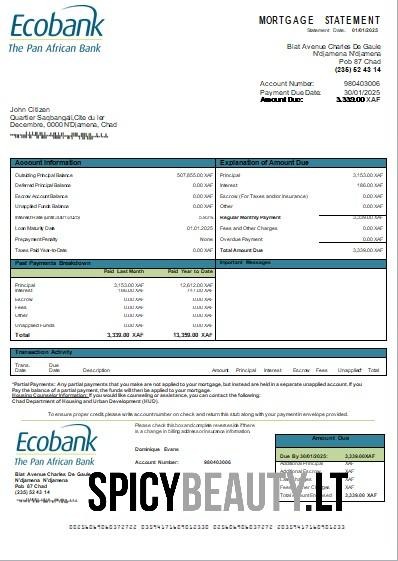 Ecobank
The Pan African Bank
MORTGAGE STATEMENT
Statement Date: 01/01/2025
Blat Avenue Charles De Gaule
N'djamena N'djamena
Pob 87 Chad
(235) 52 43 14
Account Number: 980403006
Payment Due Date: 30/01/2025
Amount Due: 3,339.00 XAF
John Citizen
Quartier Saqbangali,Cite du ler
Decembre, 0000 N'Djamena, Chad
Account Information
Outstanding Principal Balance 507,855.00 XAF
Deferred Principal Balance 0.00 XAF
Escrow Account Balance 0.00 XAF
Unapplied Funds Balance 0.00 XAF
Interest Rate
Loan Maturity Date 01.01.2025
Prepayment Penalty None
Taxes Paid Year-to-Date 0.00 XAF
Explanation of Amount Due
Principal 3,153.00 XAF
Interest 186.00 XAF
Escrow (For Taxes and/or Insurance) 0.00 XAF
Other 0.00 XAF
Regular Monthly Payment 3,339.00 XAF
Fees and Other Charges 0.00 XAF
Overdue Payment 0.00 XAF
Total Amount Due 3,339.00 XAF
Past Payments Breakdown
Paid Last Month Paid Year to Date
Principal 3,153.00 XAF 12,612.00 XAF
Interest 186.00 XAF
Escrow 0.00 XAF 0.00 XAF
Fees 0.00 XAF 0.00 XAF
Other 0.00 XAF 0.00 XAF
Unapplied Funds 0.00 XAF 0.00 XAF
Total 3,339.00 XAF 13,359.00 XAF
Important Messages
Transaction Activity
Trans. Date Due Date Description Amount Principal Interest Escrow Fees Unapplied Total
*Partial Payments: Any partial payments that you make are not applied to your mortgage, but instead are held in a separate unapplied account. If you
Pay the balance of a partial payment, the funds will then be applied to your mortgage.
Housing Counselor Information: If you would like counseling or assistance, you can contact the following:
Chad Department of Housing and Urban Development (HUD).
To ensure proper credit, please write account number on check and return this stub along with your payment in envelope provided.
Ecobank
The Pan African Bank
Blat Avenue Charles De Gaule
N'djamena N'djamena
Pob 87 Chad
(235) 52 43 14
Please check this box and complete reverse side if there
is a change in billing address or insurance information.
Dominique Evans
Account Number: 980403006
Amount Due
Due By 30/01/2025: 3,339.00XAF
Additional Principal XAF
Additional Escrow XAF
XAF
Other Charges XAF
Total Amount Enclosed 3,339.00 XAF
SPICYBEAUTY.LT